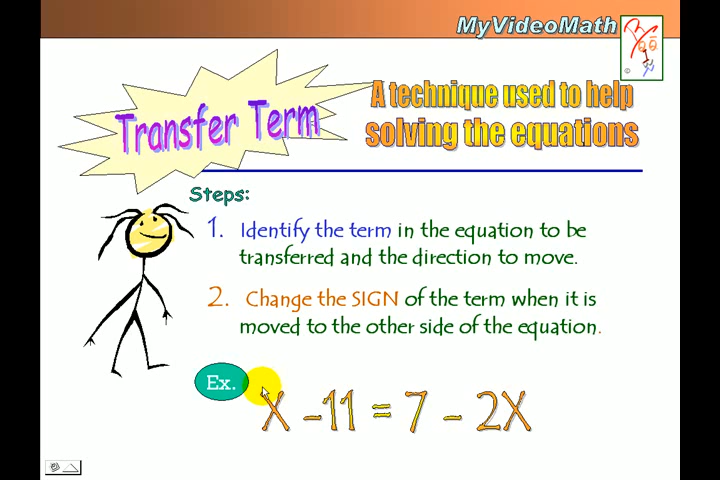 MyVideoMath
Transfer Term
A technique used to help
solving the equations
Steps:
1. Identify the term in the equation to be
transferred and the direction to move.
2. Change the SIGN of the term when it is
moved to the other side of the equation.
Ex.
X -11 = 7 - 2X